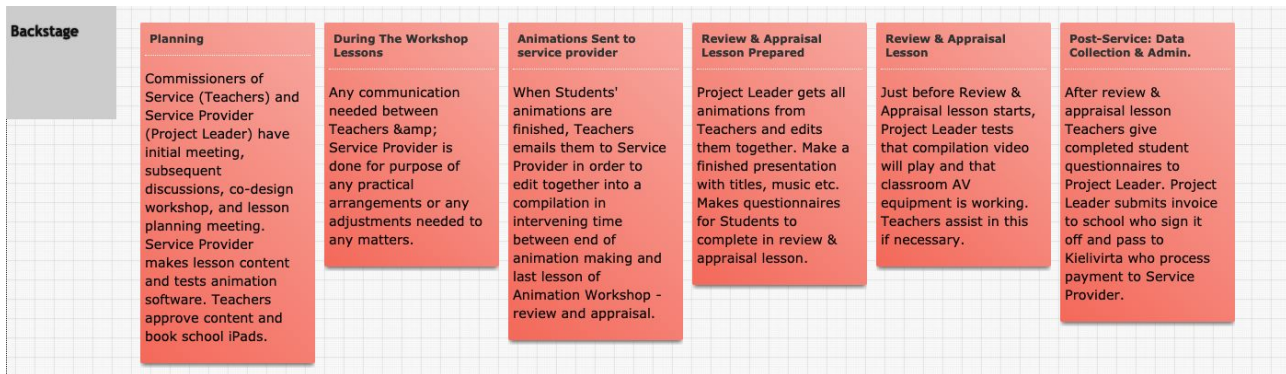 Backstage
Planning
Commissioners of
Service (Teachers) and
Service Provider
(Project Leader) have
initial meeting,
subsequent
discussions, co-design
workshop, and lesson
planning meeting.
Service Provider
makes lesson content
and tests animation
software. Teachers
approve content and
book school iPads.
During The Workshop
Lessons
Any communication
needed between
Teachers &amp;
Service Provider is
done for purpose of
any practical
arrangements or any
adjustments needed to
any matters.
Animations Sent to
service provider
When Students'
animations are
finished, Teachers
emails them to Service
Provider in order to
edit together into a
compilation in
intervening time
between end of
animation making and
last lesson of
Animation Workshop -
review and appraisal.
Review & Appraisal
Lesson Prepared
Project Leader gets all
animations from
Teachers and edits
them together. Make a
finished presentation
with titles, music etc.
Makes questionnaires
for Students to
complete in review &
appraisal lesson.
Review & Appraisal
Lesson
Just before Review &
Appraisal lesson starts,
Project Leader tests
that compilation video
will play and that
classroom AV
equipment is working.
Teachers assist in this
if necessary.
Post-Service: Data
Collection & Admin.
After review &
appraisal lesson
Teachers give
completed student
questionnaires to
Project Leader. Project
Leader submits invoice
to school who sign it
off and pass to
Kielivirta who process
payment to Service
Provider.